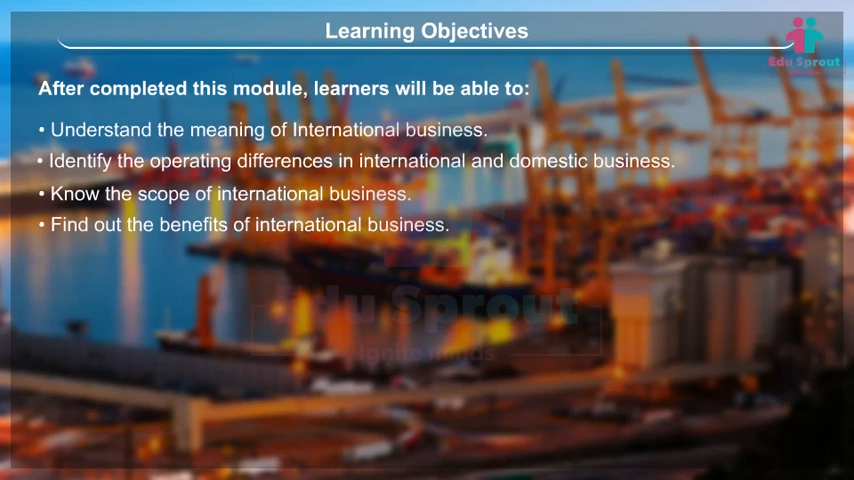 Learning Objectives
Edu Sprout
After completed this module, learners will be able to:
• Understand the meaning of International business.
• Identify the operating differences in international and domestic business.
• Know the scope of international business.
• Find out the benefits of international business.
Edu Sprout
Ignite minds